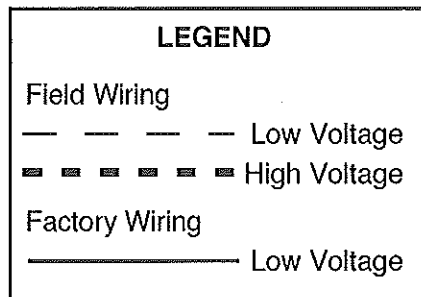 LEGEND
Field Wiring
Low Voltage
High Voltage
Factory Wiring
Low Voltage